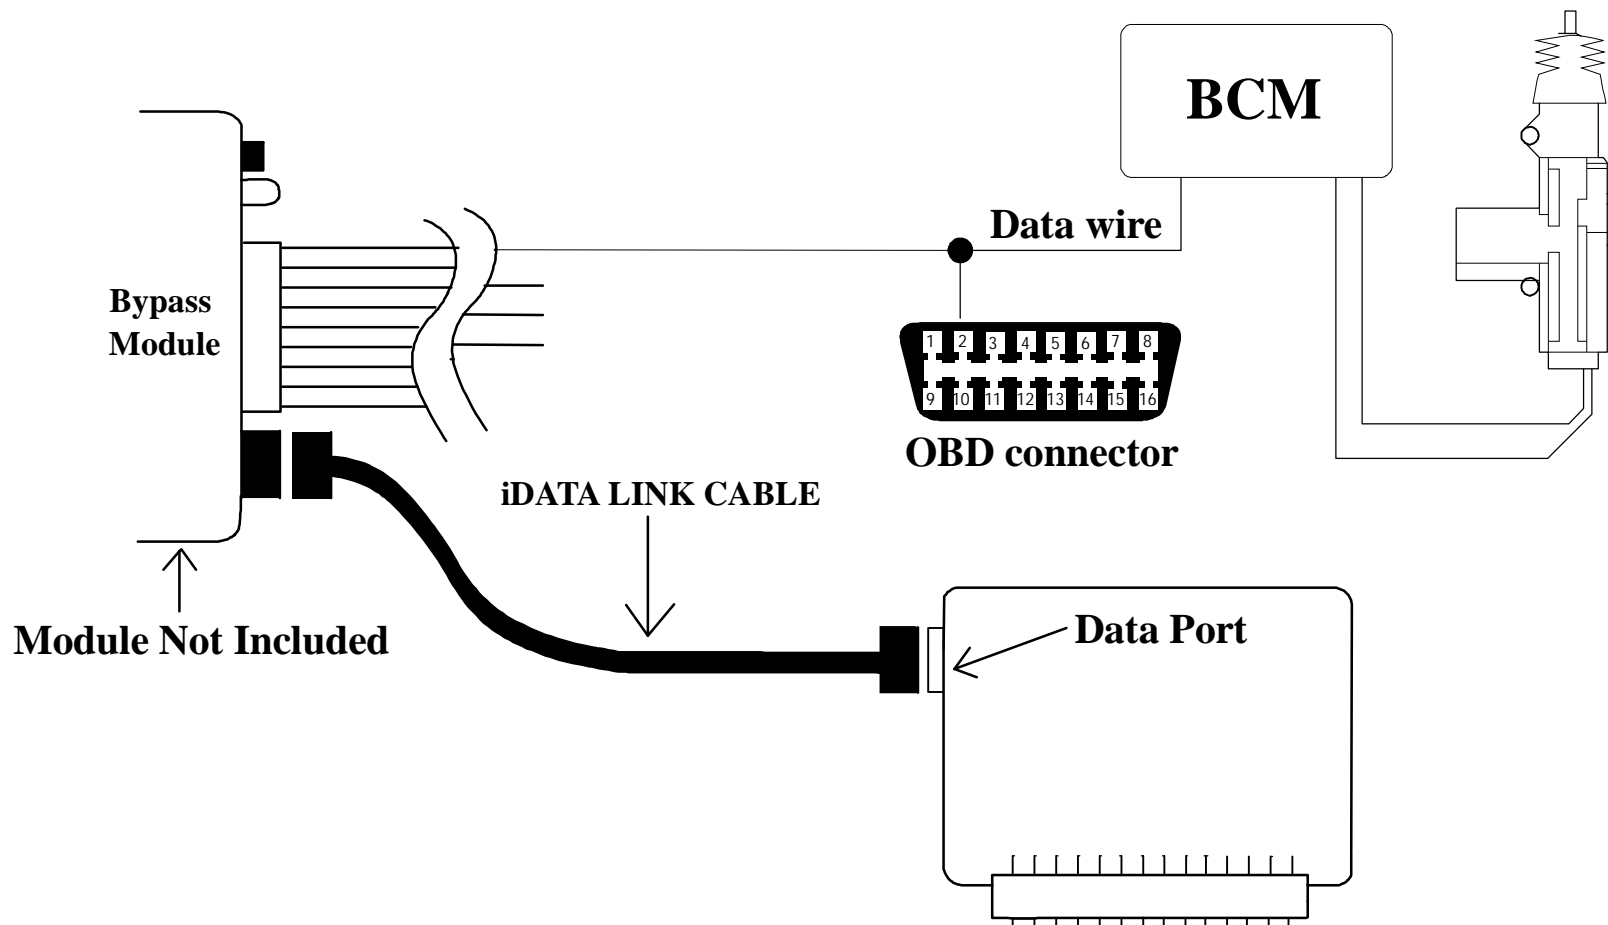 BCM
Data wire
Bypass
Module
1 2 3 4 5 6 7 8
9 10 11 12 13 14 15 16
OBD connector
iDATA LINK CABLE
Module Not Included
Data Port